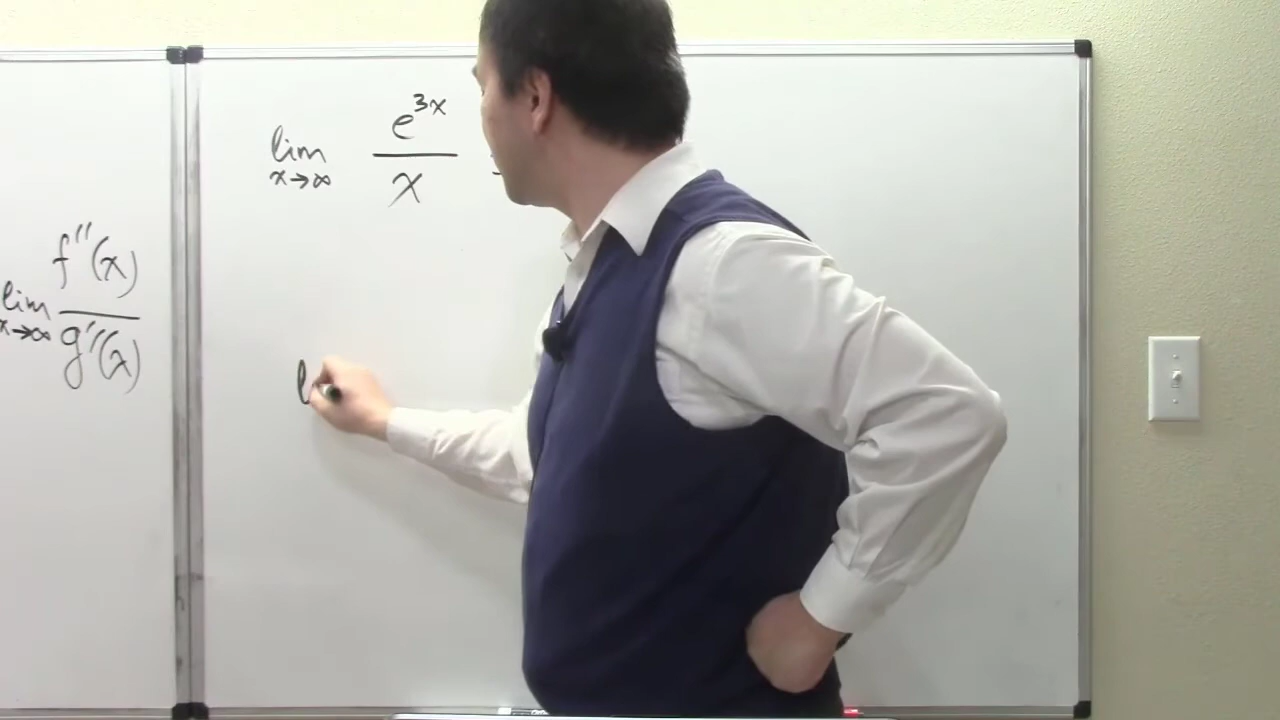 lim x→∞ f''(x) / g''(x)
lim x→∞ e^{3x} / x
l